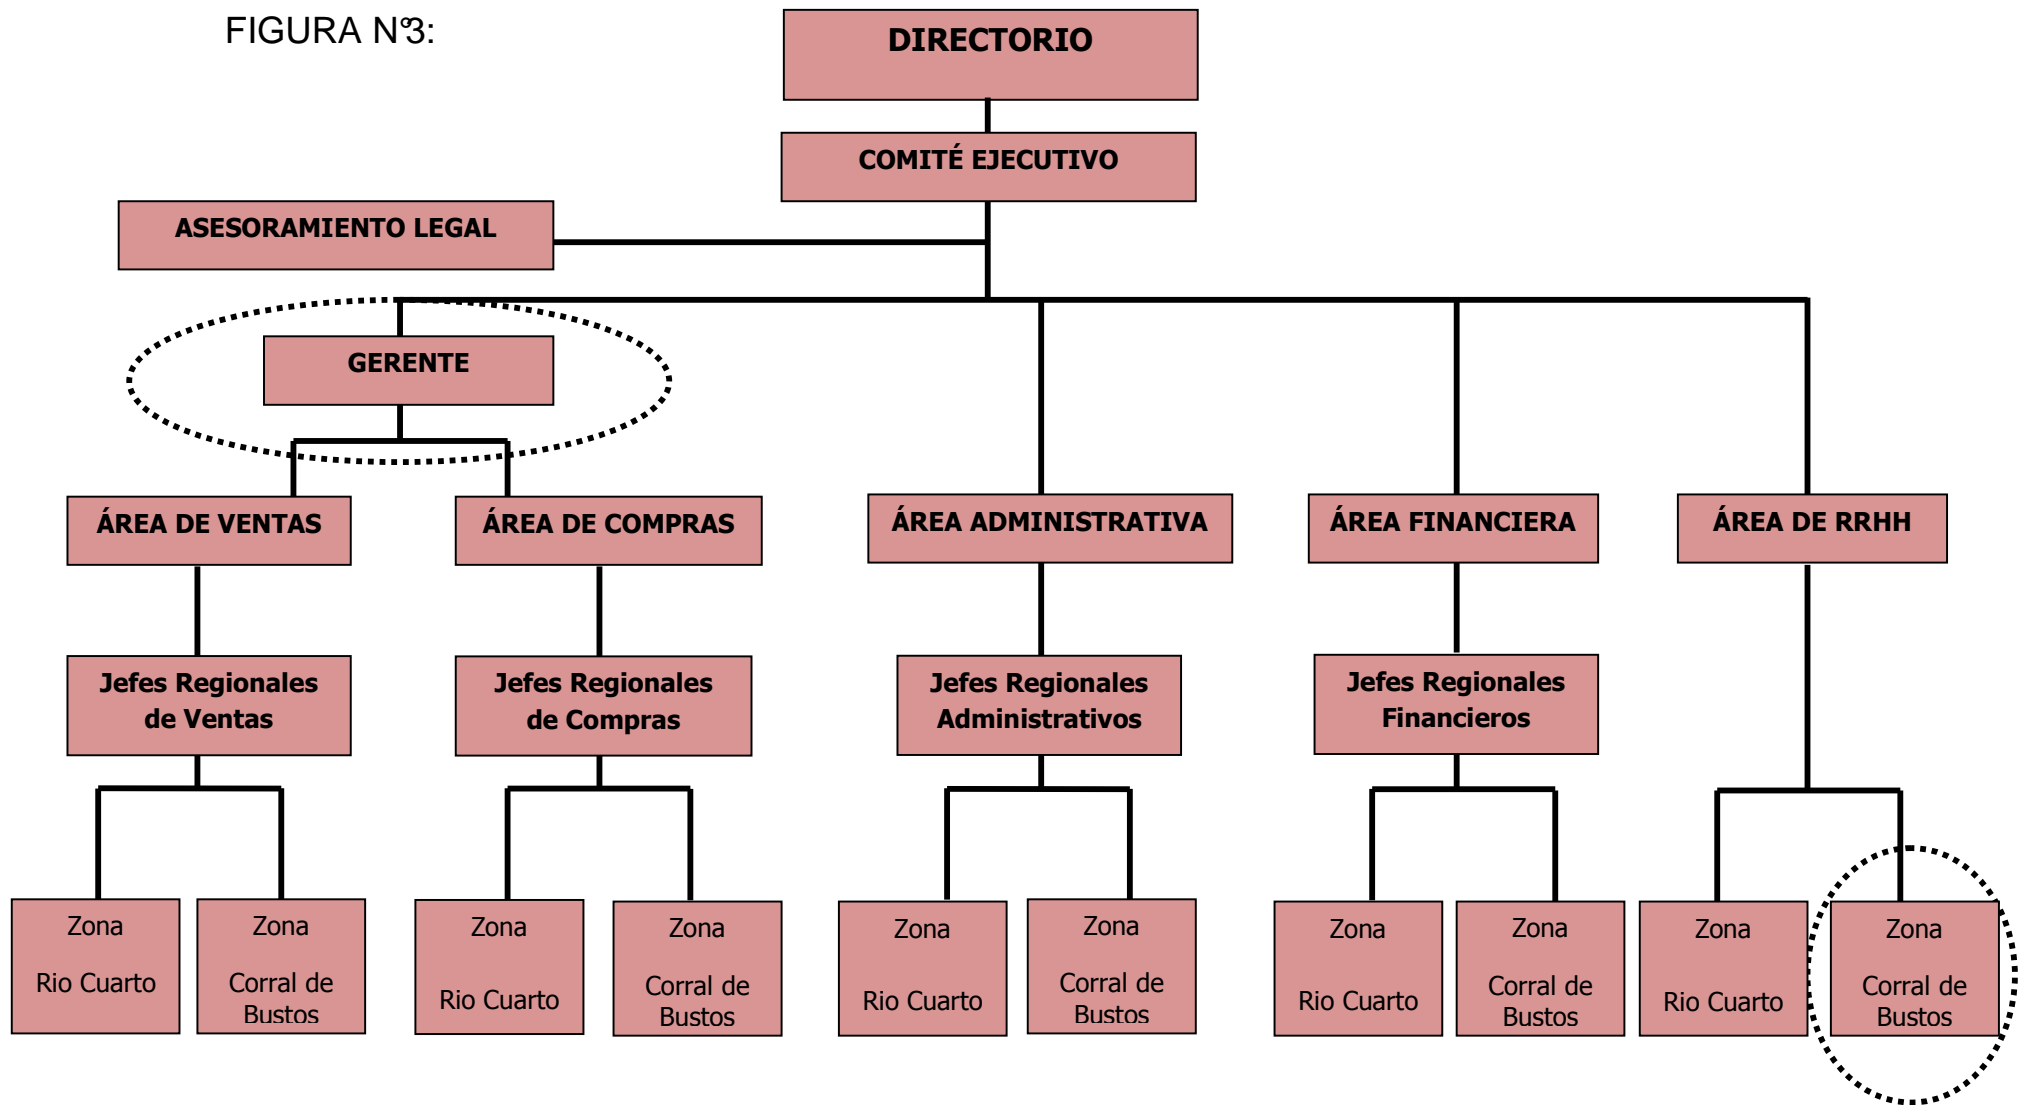 FIGURA Nº3:
DIRECTORIO
COMITÉ EJECUTIVO
ASESORAMIENTO LEGAL
GERENTE
ÁREA DE VENTAS
ÁREA DE COMPRAS
ÁREA ADMINISTRATIVA
ÁREA FINANCIERA
ÁREA DE RRHH
Jefes Regionales
de Ventas
Jefes Regionales
de Compras
Jefes Regionales
Administrativos
Jefes Regionales
Financieros
Zona
Rio Cuarto
Zona
Corral de
Bustos
Zona
Rio Cuarto
Zona
Corral de
Bustos
Zona
Rio Cuarto
Zona
Corral de
Bustos
Zona
Rio Cuarto
Zona
Corral de
Bustos
Zona
Rio Cuarto
Zona
Corral de
Bustos